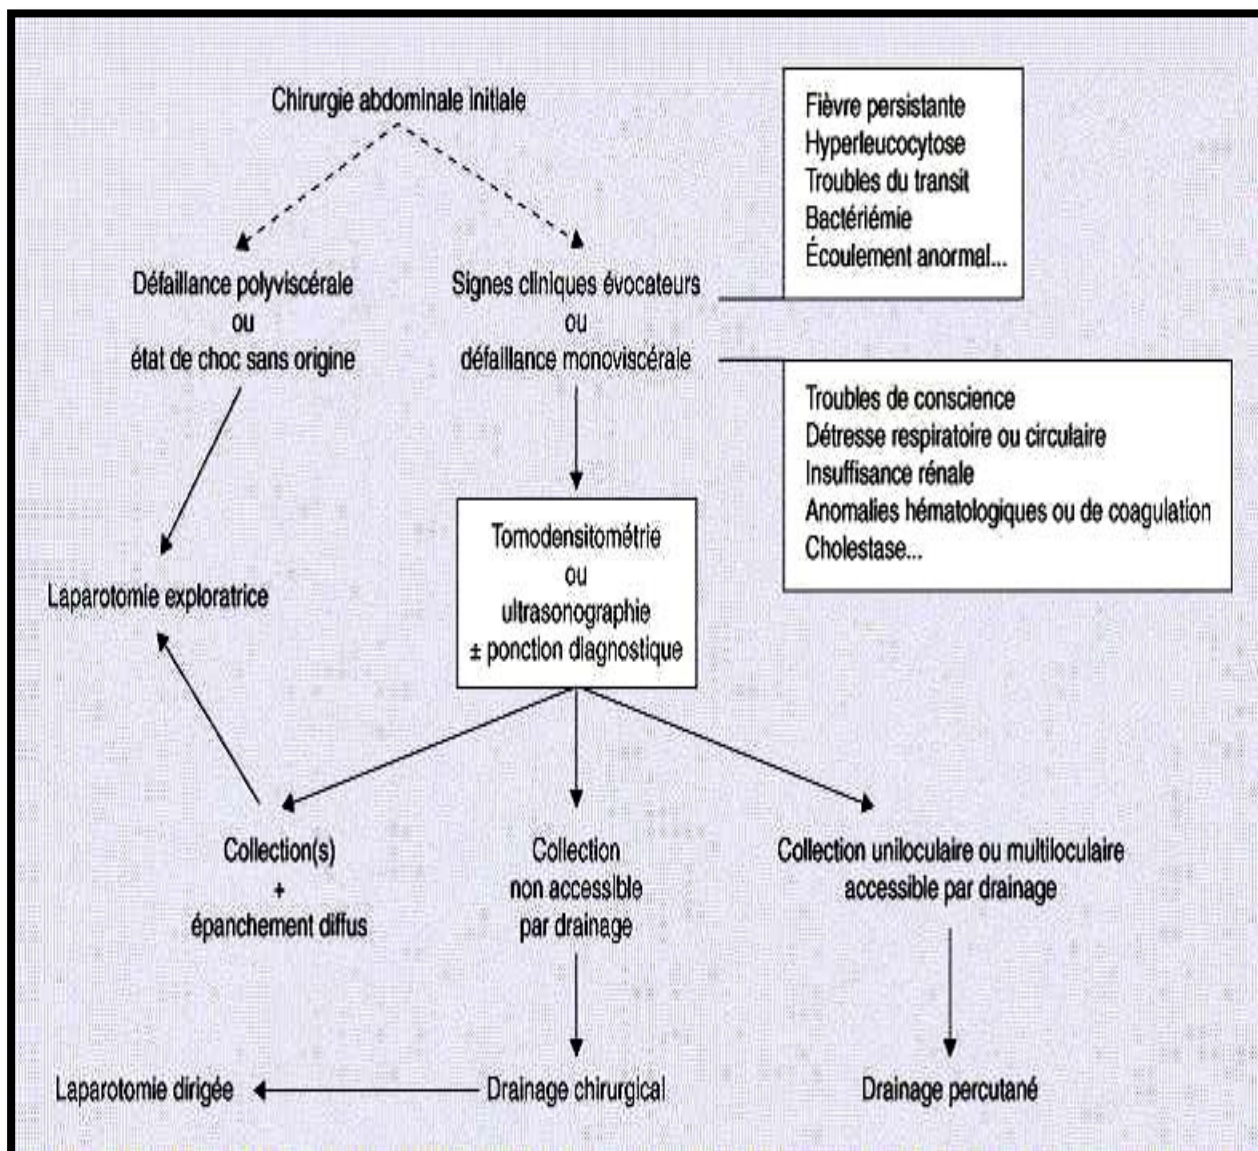 Chirurgie abdominale initiale
Fièvre persistante
Hyperleucocytose
Troubles du transit
Bactériémie
Écoulement anormal...
Défaillance polyviscérale
ou
état de choc sans origine
Signes cliniques évocateurs
ou
défaillance monoviscérale
Troubles de conscience
Détresse respiratoire ou circulaire
Insuffisance rénale
Anomalies hématologiques ou de coagulation
Cholestase...
Laparotomie exploratrice
Tomodensitométrie
ou
ultrasonographie
± ponction diagnostique
Collection(s)
+
épanchement diffus
Collection
non accessible
par drainage
Collection uniloculaire ou multiloculaire
accessible par drainage
Laparotomie dirigée
Drainage chirurgical
Drainage percutané